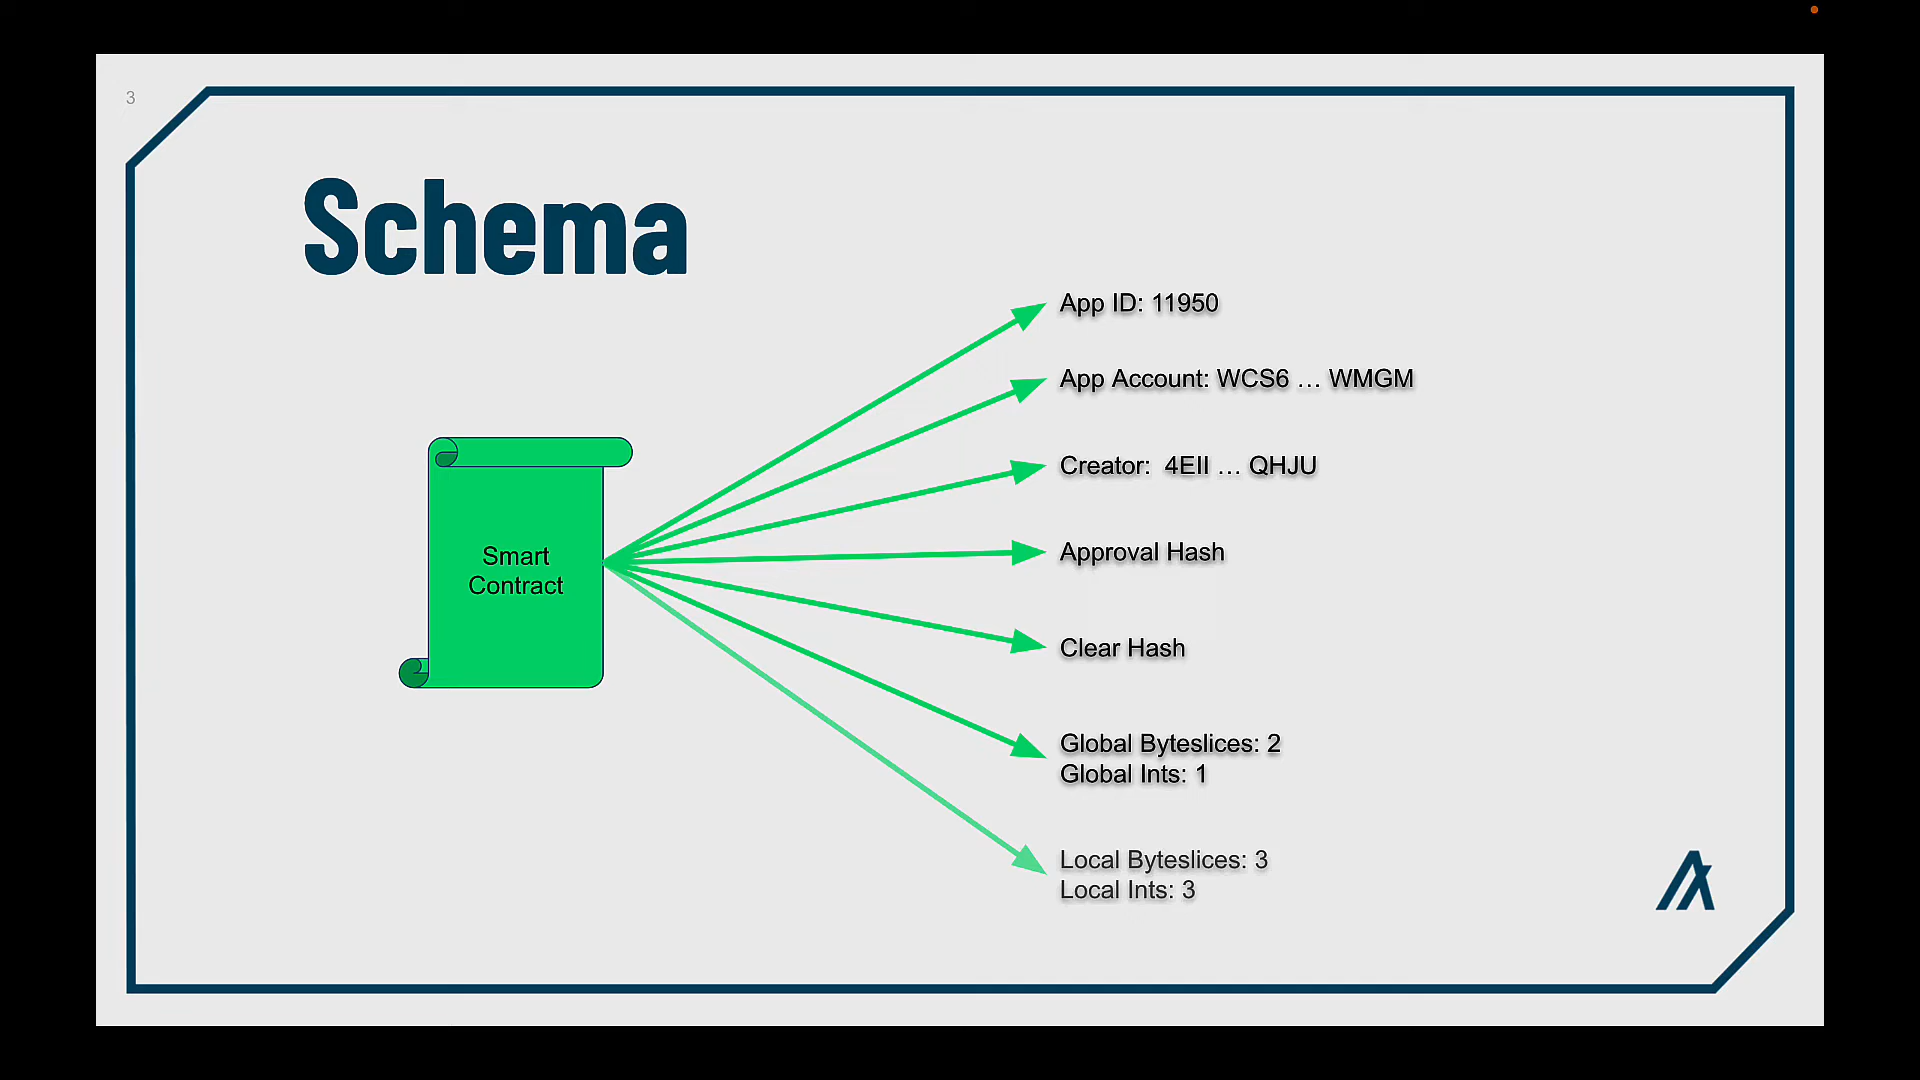 3
Schema
App ID: 11950
App Account: WCS6 … WMGM
Creator: 4EII … QHJU
Smart
Contract
Approval Hash
Clear Hash
Global Byteslices: 2
Global Ints: 1
Local Byteslices: 3
Local Ints: 3